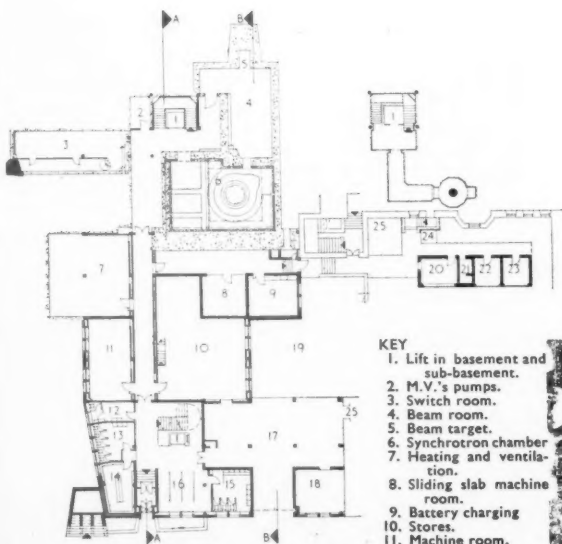 A
B
5
4
2
1
3
1
7
8
9
25
4
24
20
21
22
23
11
10
19
12
13
14
16
15
17
18
25
A
B
KEY
1. Lift in basement and
sub-basement.
2. M.V.'s pumps.
3. Switch room.
4. Beam room.
5. Beam target.
6. Synchrotron chamber
7. Heating and ventila-
tion.
8. Sliding slab machine
room.
9. Battery charging
10. Stores.
11. Machine room.